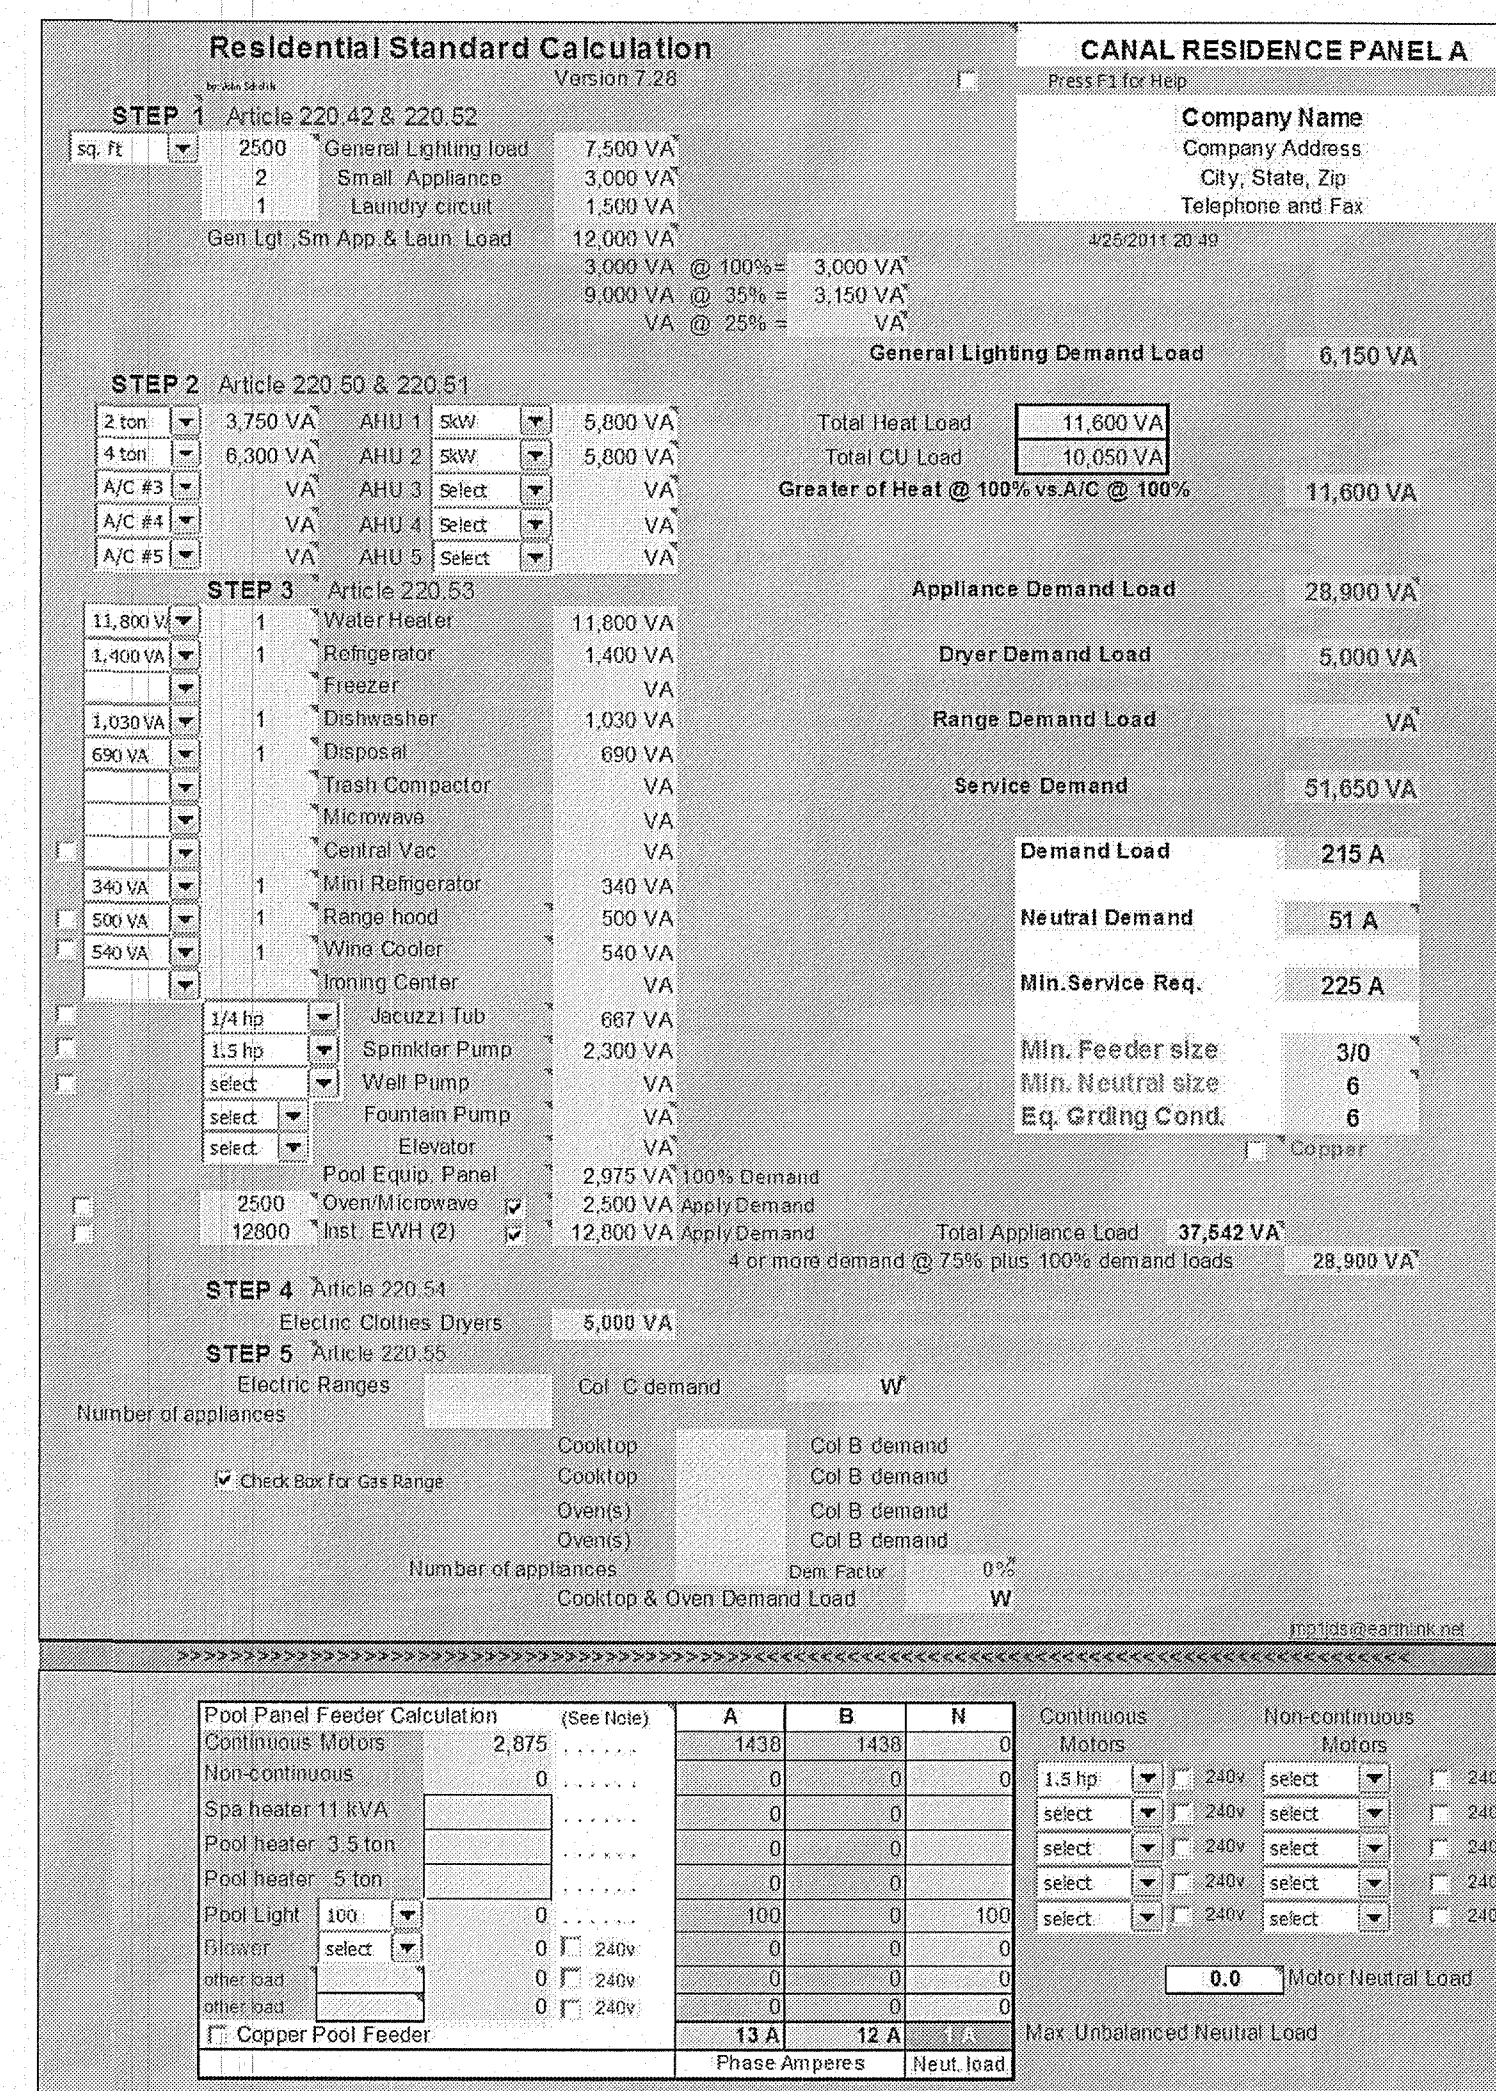 Residential Standard Calculation
CANAL RESIDENCE PANEL A
Version 7.28
Press F1 for Help
STEP 1 Article 220.42 & 220.52
Company Name
sq. ft 2500 General Lighting load 7,500 VA
Company Address
2 Small Appliance 3,000 VA
City, State, Zip
1 Laundry circuit 1,500 VA
Telephone and Fax
Gen Lgt ,Sm App & Laun. Load 12,000 VA
4/25/2011 20:49
3,000 VA @ 100%= 3,000 VA
9,000 VA @ 35% = 3,150 VA
VA @ 25% = VA
General Lighting Demand Load 6,150 VA
STEP 2 Article 220.50 & 220.51
2 ton 3,750 VA AHU 1 5kW 5,800 VA Total Heat Load 11,600 VA
4 ton 6,300 VA AHU 2 5kW 5,800 VA Total CU Load 10,050 VA
A/C #3 VA AHU 3 Select VA Greater of Heat @ 100% vs.A/C @ 100% 11,600 VA
A/C #4 VA AHU 4 Select VA
A/C #5 VA AHU 5 Select VA
STEP 3 Article 220.53 Appliance Demand Load 28,900 VA
11,800 VA 1 Water Heater 11,800 VA
1,400 VA 1 Refrigerator 1,400 VA Dryer Demand Load 5,000 VA
Freezer VA
1,030 VA 1 Dishwasher 1,030 VA Range Demand Load VA
690 VA 1 Disposal 690 VA
Trash Compactor VA Service Demand 51,650 VA
Microwave VA
Central Vac VA Demand Load 215 A
340 VA 1 Mini Refrigerator 340 VA
500 VA 1 Range hood 500 VA Neutral Demand 51 A
540 VA 1 Wine Cooler 540 VA
Ironing Center VA Min.Service Req. 225 A
1/4 hp Jacuzzi Tub 667 VA
1.5 hp Sprinkler Pump 2,300 VA Min. Feeder size 3/0
select Well Pump VA Min. Neutral size 6
select Fountain Pump VA Eq. Grding Cond. 6
select Elevator VA Copper
Pool Equip. Panel 2,975 VA 100% Demand
2500 Oven/Microwave 2,500 VA Apply Demand
12800 Inst. EWH (2) 12,800 VA Apply Demand Total Appliance Load 37,542 VA
4 or more demand @ 75% plus 100% demand loads 28,900 VA
STEP 4 Article 220.54
Electric Clothes Dryers 5,000 VA
STEP 5 Article 220.55
Electric Ranges Col C demand W
Number of appliances
Cooktop Col B demand
Check Box for Gas Range Cooktop Col B demand
Oven(s) Col B demand
Oven(s) Col B demand
Number of appliances Dem. Factor 0%
Cooktop & Oven Demand Load W
Pool Panel Feeder Calculation (See Note) A B N Continuous Motors Non-continuous Motors
Continuous Motors 2,875 ...... 1438 1438 0
Non-continuous 0 ...... 0 0 0 1.5 hp 240v select 240
Spa heater 11 kVA ...... 0 0 select 240v select 240
Pool heater 3.5 ton ...... 0 0 select 240v select 240
Pool heater 5 ton ...... 0 0 select 240v select 240
Pool Light 100 0 ...... 100 0 100 select 240v select 240
Blower select 0 240v 0 0 0
other load 0 240v 0 0 0 0.0 Motor Neutral Load
other load 0 240v 0 0 0
Copper Pool Feeder 13 A 12 A 1 A Max Unbalanced Neutral Load
Phase Amperes Neut. load